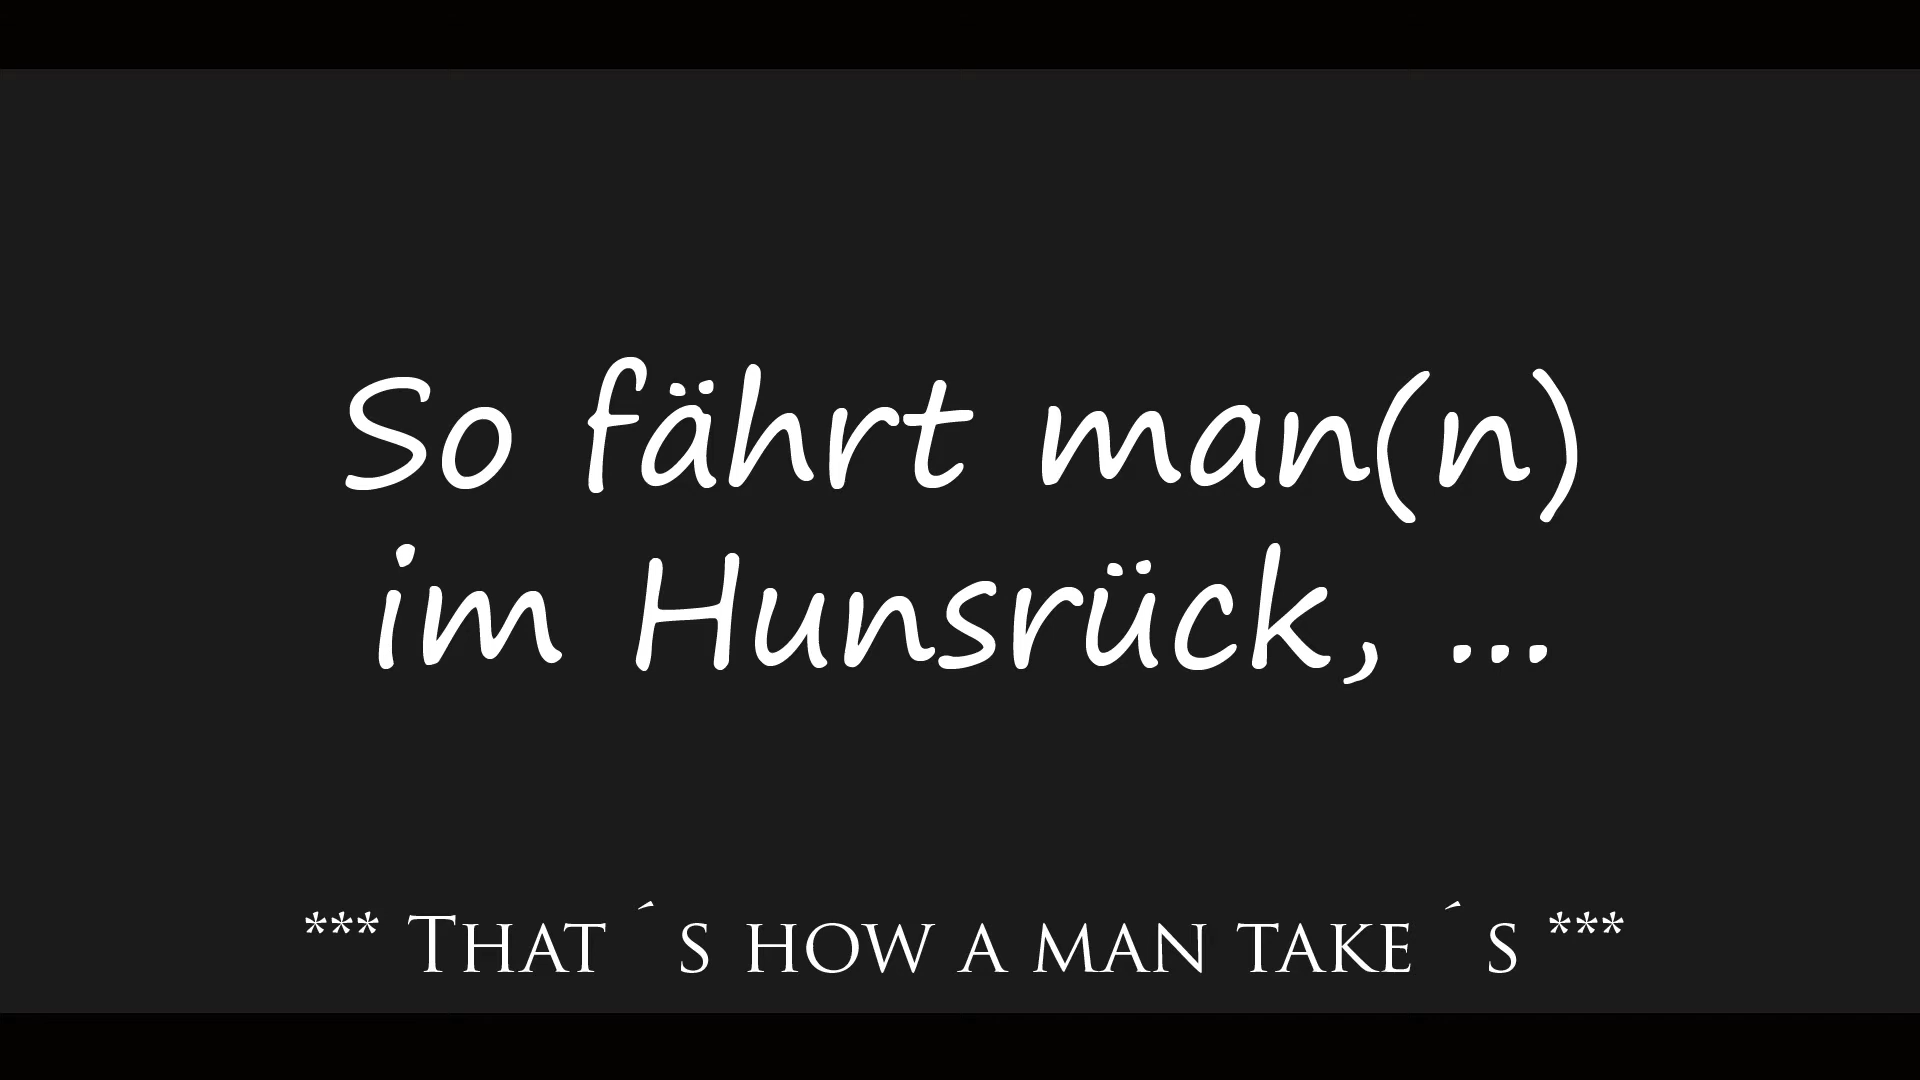 So fährt man(n)
im Hunsrück, ...
*** That ´s how a man take ´s ***